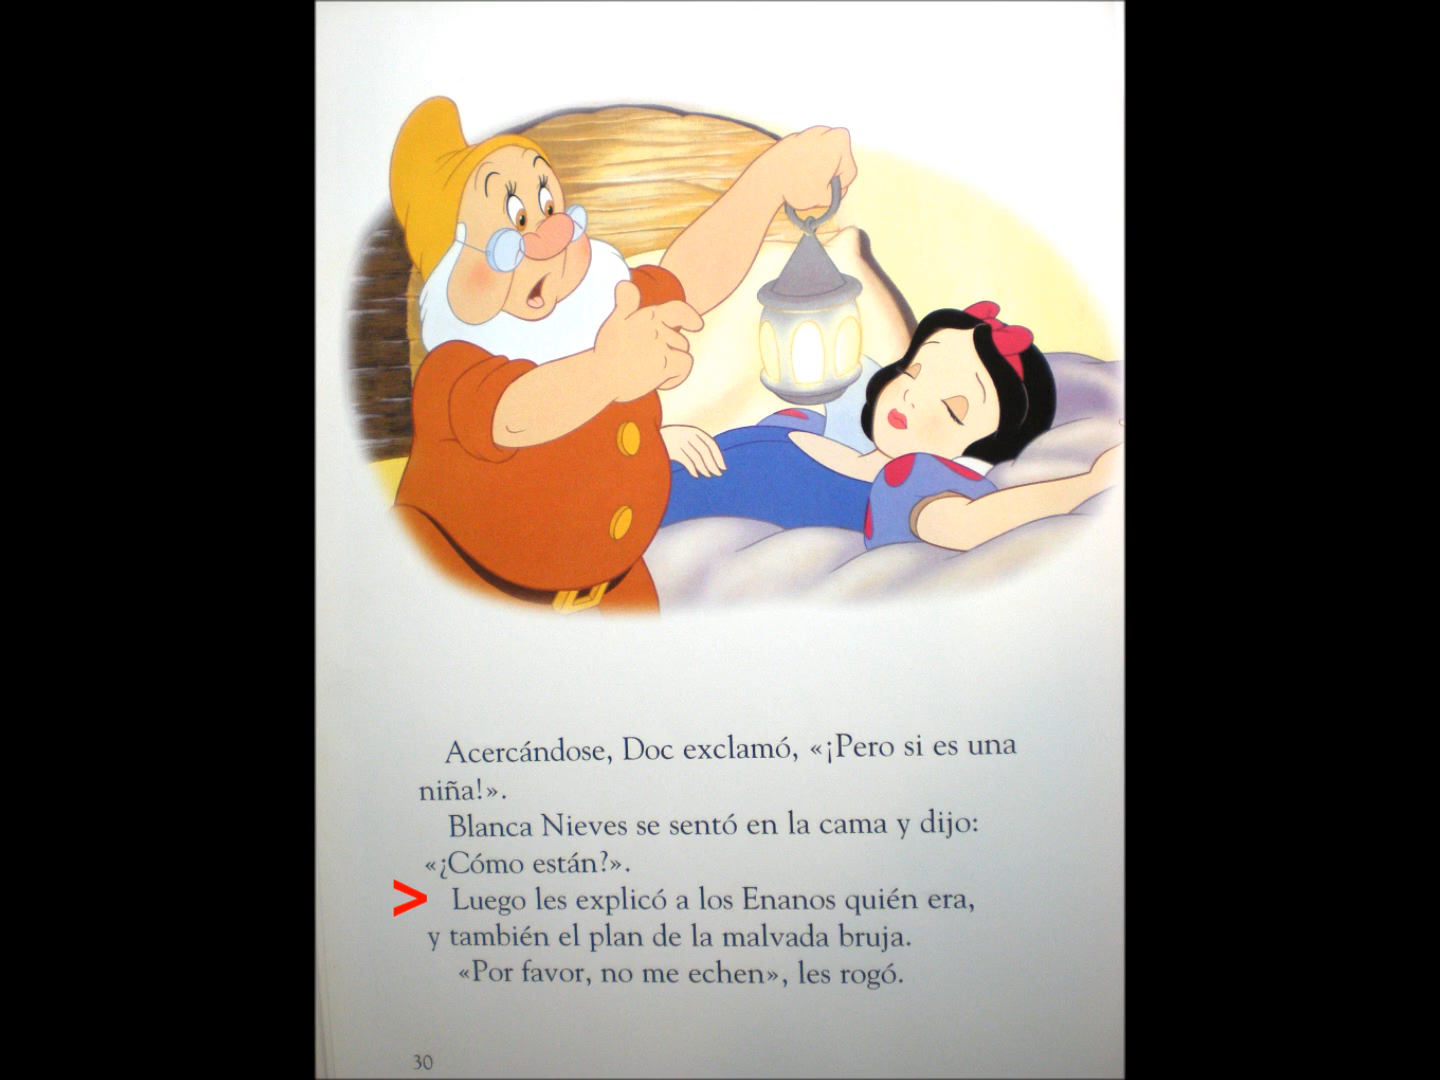 Acercándose, Doc exclamó, «¡Pero si es una
niña!».
Blanca Nieves se sentó en la cama y dijo:
«¿Cómo están?».
> Luego les explicó a los Enanos quién era,
y también el plan de la malvada bruja.
«Por favor, no me echen», les rogó.
30